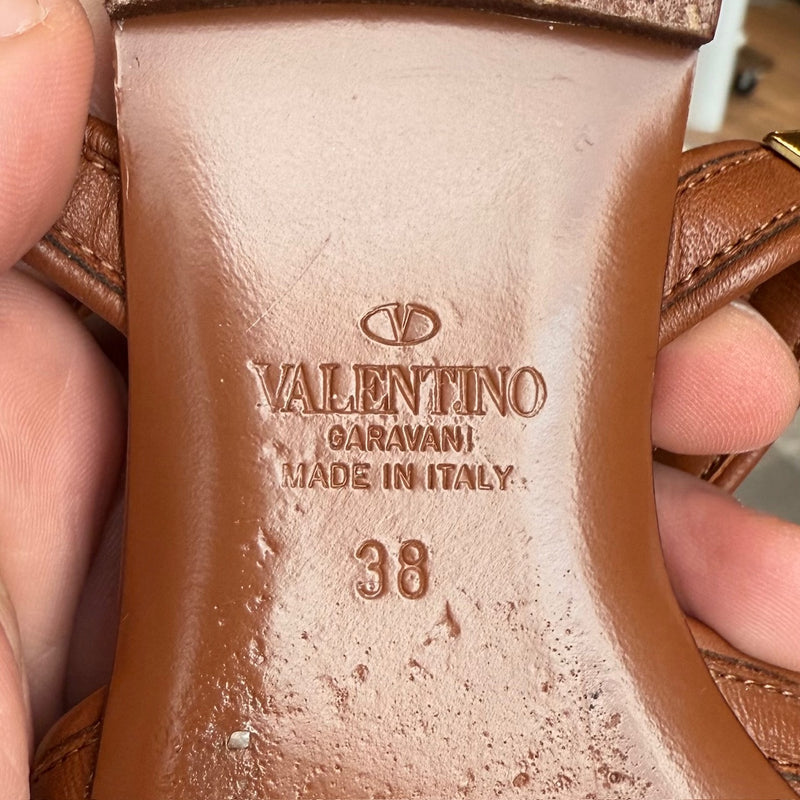 V
VALENTINO
GARAVANI
MADE IN ITALY
38